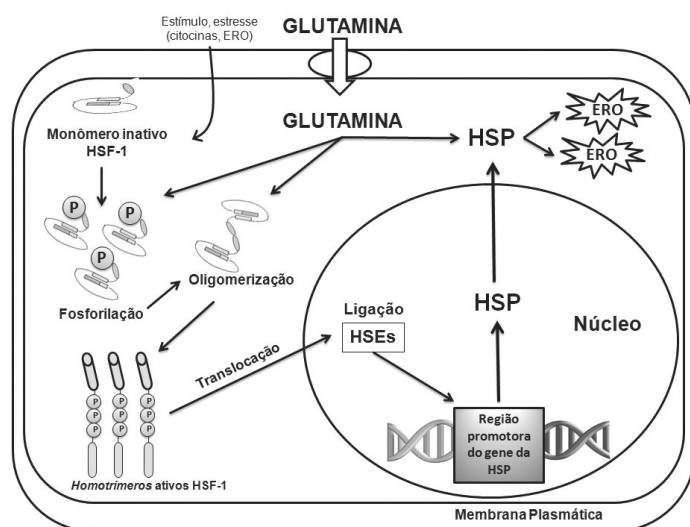 Estímulo, estresse
(citocinas, ERO)
GLUTAMINA
GLUTAMINA
Monômero inativo
HSF-1
HSP
ERO
ERO
P
P
P
Fosforilação
Oligomerização
Translocação
Ligação
HSEs
HSP
Núcleo
P P P
P P P
P P P
Homotrímeros ativos HSF-1
Região
promotora
do gene da
HSP
Membrana Plasmática